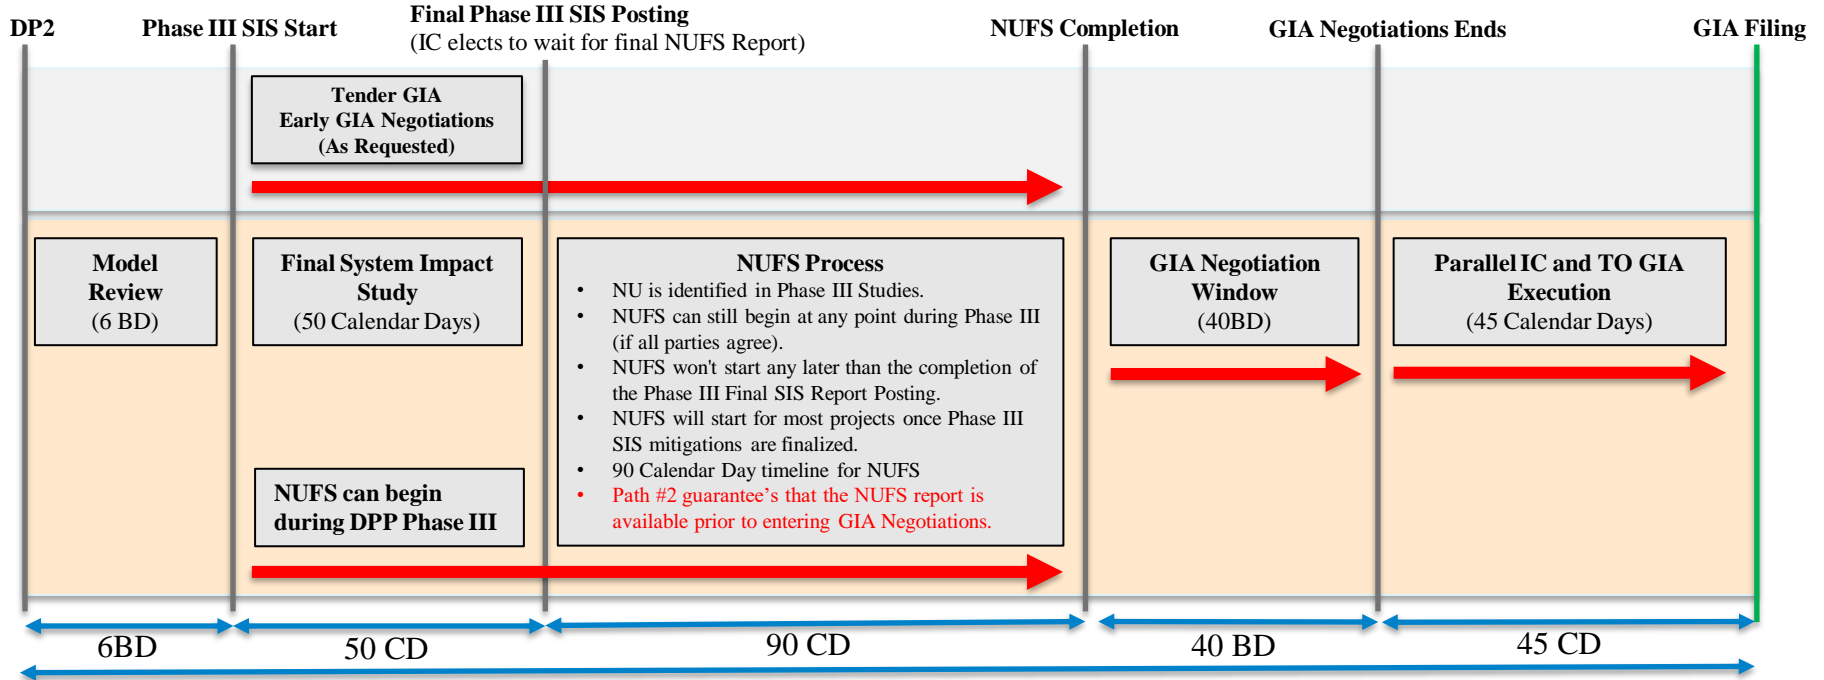 DP2
Phase III SIS Start
Final Phase III SIS Posting
(IC elects to wait for final NUFS Report)
NUFS Completion
GIA Negotiations Ends
GIA Filing
Tender GIA
Early GIA Negotiations
(As Requested)
Model
Review
(6 BD)
Final System Impact
Study
(50 Calendar Days)
NUFS can begin
during DPP Phase III
NUFS Process
• NU is identified in Phase III Studies.
• NUFS can still begin at any point during Phase III
(if all parties agree).
• NUFS won't start any later than the completion of
the Phase III Final SIS Report Posting.
• NUFS will start for most projects once Phase III
SIS mitigations are finalized.
• 90 Calendar Day timeline for NUFS
• Path #2 guarantee's that the NUFS report is
available prior to entering GIA Negotiations.
GIA Negotiation
Window
(40BD)
Parallel IC and TO GIA
Execution
(45 Calendar Days)
6BD
50 CD
90 CD
40 BD
45 CD